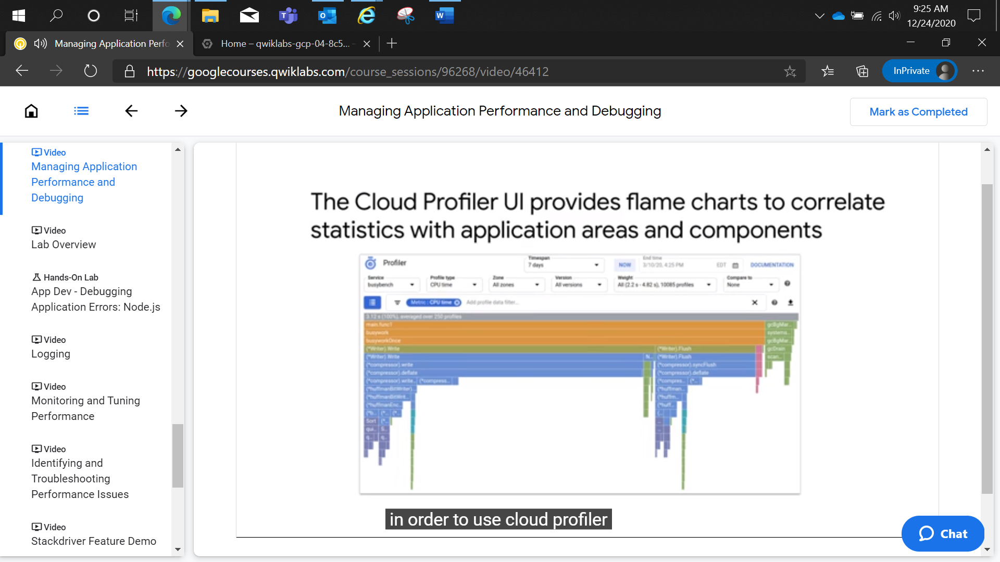 9:25 AM
12/24/2020
Managing Application Perfo
Home – qwiklabs-gcp-04-8c5...
https://googlecourses.qwiklabs.com/course_sessions/96268/video/46412
InPrivate
Managing Application Performance and Debugging
Mark as Completed
Video
Managing Application
Performance and
Debugging
Video
Lab Overview
Hands-On Lab
App Dev - Debugging
Application Errors: Node.js
Video
Logging
Video
Monitoring and Tuning
Performance
Video
Identifying and
Troubleshooting
Performance Issues
Video
Stackdriver Feature Demo
The Cloud Profiler UI provides flame charts to correlate
statistics with application areas and components
Profiler
Timespan
7 days
NOW
End time
3/10/20, 4:25 PM
EDT
DOCUMENTATION
Service
busybench
Profile type
CPU time
Zone
All zones
Version
All versions
Weight
All (2.2 s - 4.82 s), 10085 profiles
Compare to
None
Metric : CPU time
Add profile data filter...
3.12 s (100%), averaged over 250 profiles
main.func1
gcBgMar...
busywork
systems...
busyworkOnce
gcBgMar...
(*Writer).Write
(*Writer).Flush
gcDrain
(*Writer).Write
N...
(*Writer).Flush
scan...
(*compressor).write
(*compressor).syncFlush
(*compressor).deflate
(*compressor).deflate
(*compressor).write...
(*compress...
(*compres...
(*...
(*huffmanBitWriter)...
(*huffman...
(*huffmanBitWrit...
(*huffm...
(*huffmanEnc...
(*huff...
(*b...
(*...
(*...
(...
Sort
(*...
...
qui...
S...
...
q...
q...
in order to use cloud profiler
Chat